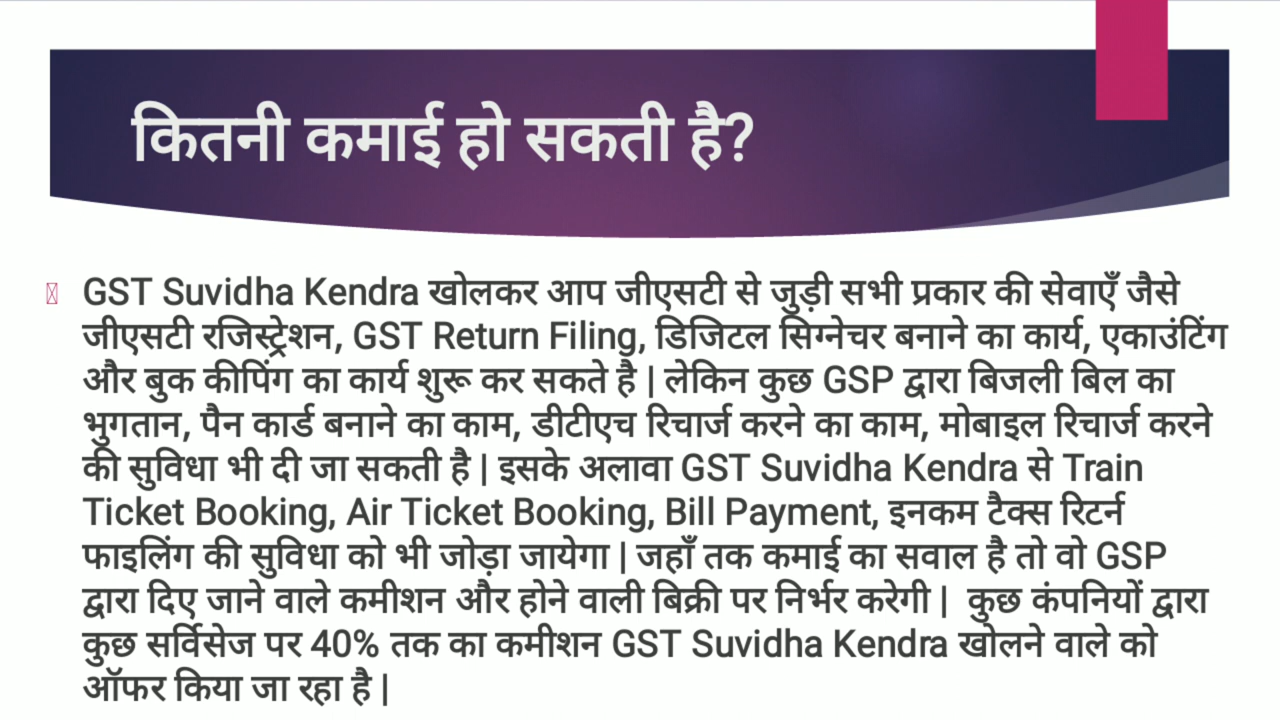 कितनी कमाई हो सकती है?
GST Suvidha Kendra खोलकर आप जीएसटी से जुड़ी सभी प्रकार की सेवाएँ जैसे
जीएसटी रजिस्ट्रेशन, GST Return Filing, डिजिटल सिग्नेचर बनाने का कार्य, एकाउंटिंग
और बुक कीपिंग का कार्य शुरू कर सकते है |लेकिन कुछ GSP द्वारा बिजली बिल का
भुगतान, पैन कार्ड बनाने का काम, डीटीएच रिचार्ज करने का काम, मोबाइल रिचार्ज करने
की सुविधा भी दी जा सकती है | इसके अलावा GST Suvidha Kendra से Train
Ticket Booking, Air Ticket Booking, Bill Payment, इनकम टैक्स रिटर्न
फाइलिंग की सुविधा को भी जोड़ा जायेगा | जहाँ तक कमाई का सवाल है तो वो GSP
द्वारा दिए जाने वाले कमीशन और होने वाली बिक्री पर निर्भर करेगी | कुछ कंपनियों द्वारा
कुछ सर्विसेज पर 40% तक का कमीशन GST Suvidha Kendra खोलने वाले को
ऑफर किया जा रहा है |